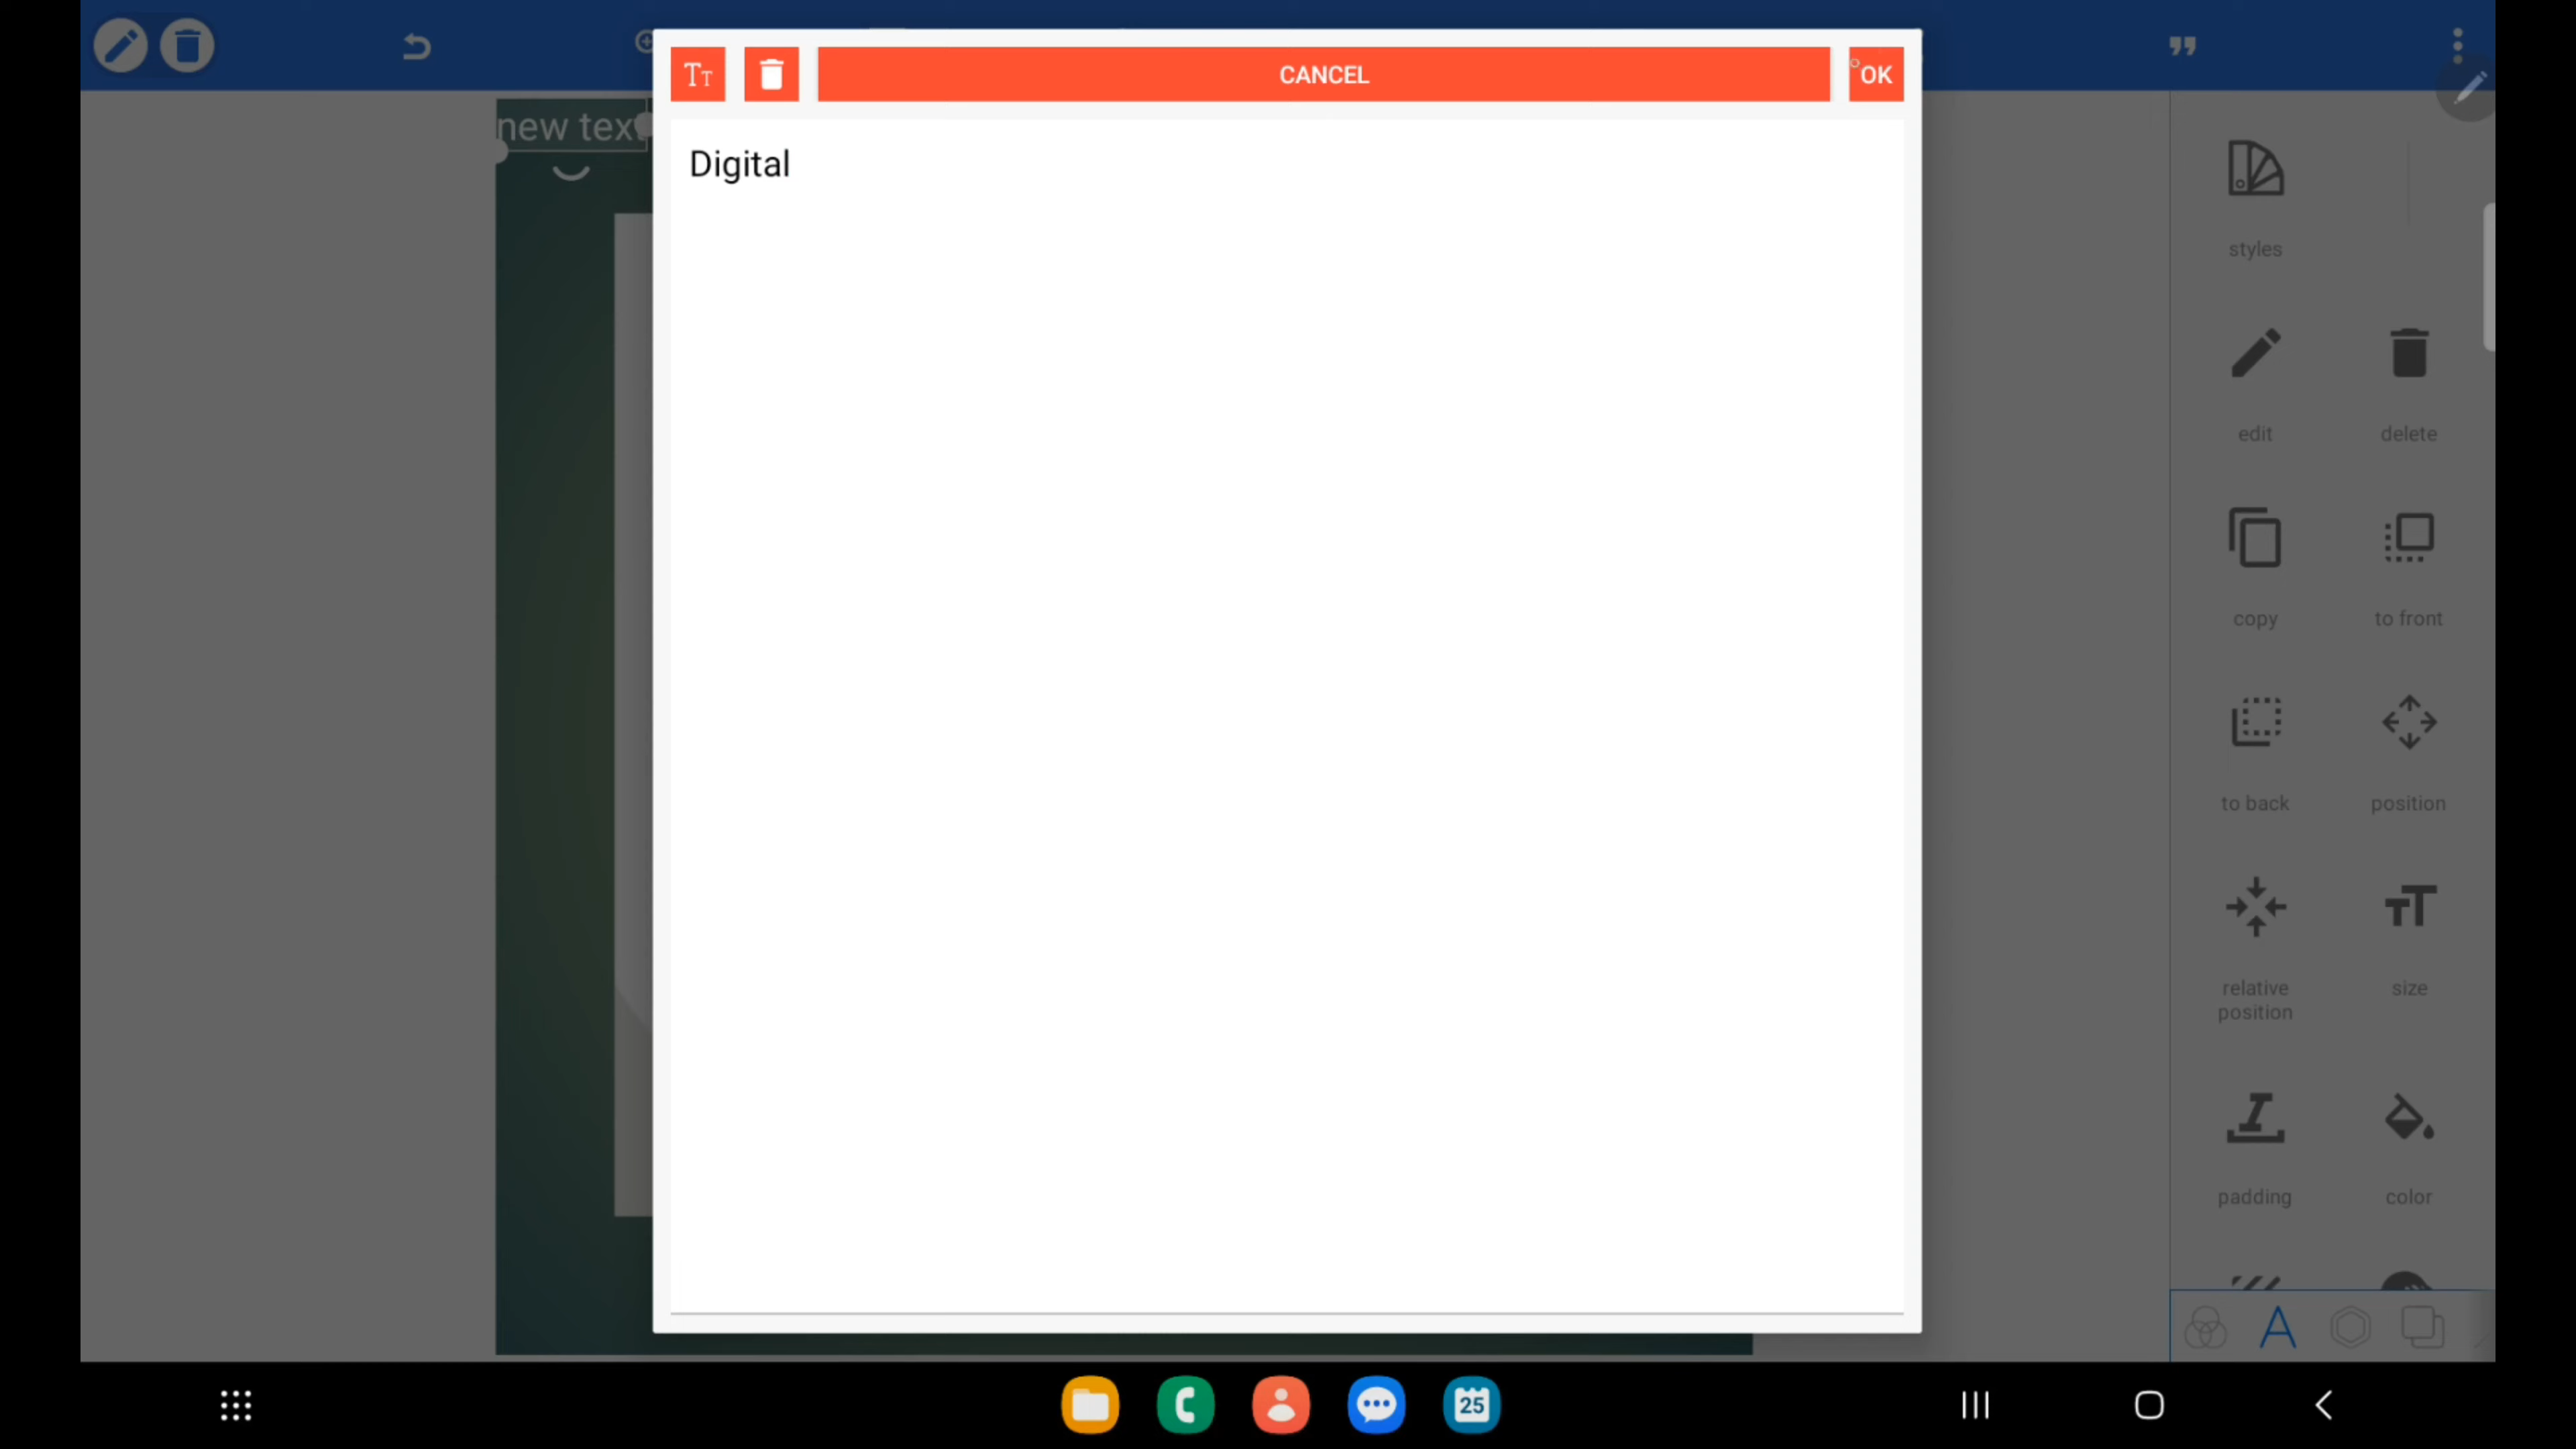 TT
CANCEL
OK
new tex
Digital
styles
edit
delete
copy
to front
to back
position
relative
position
size
padding
color
A
25